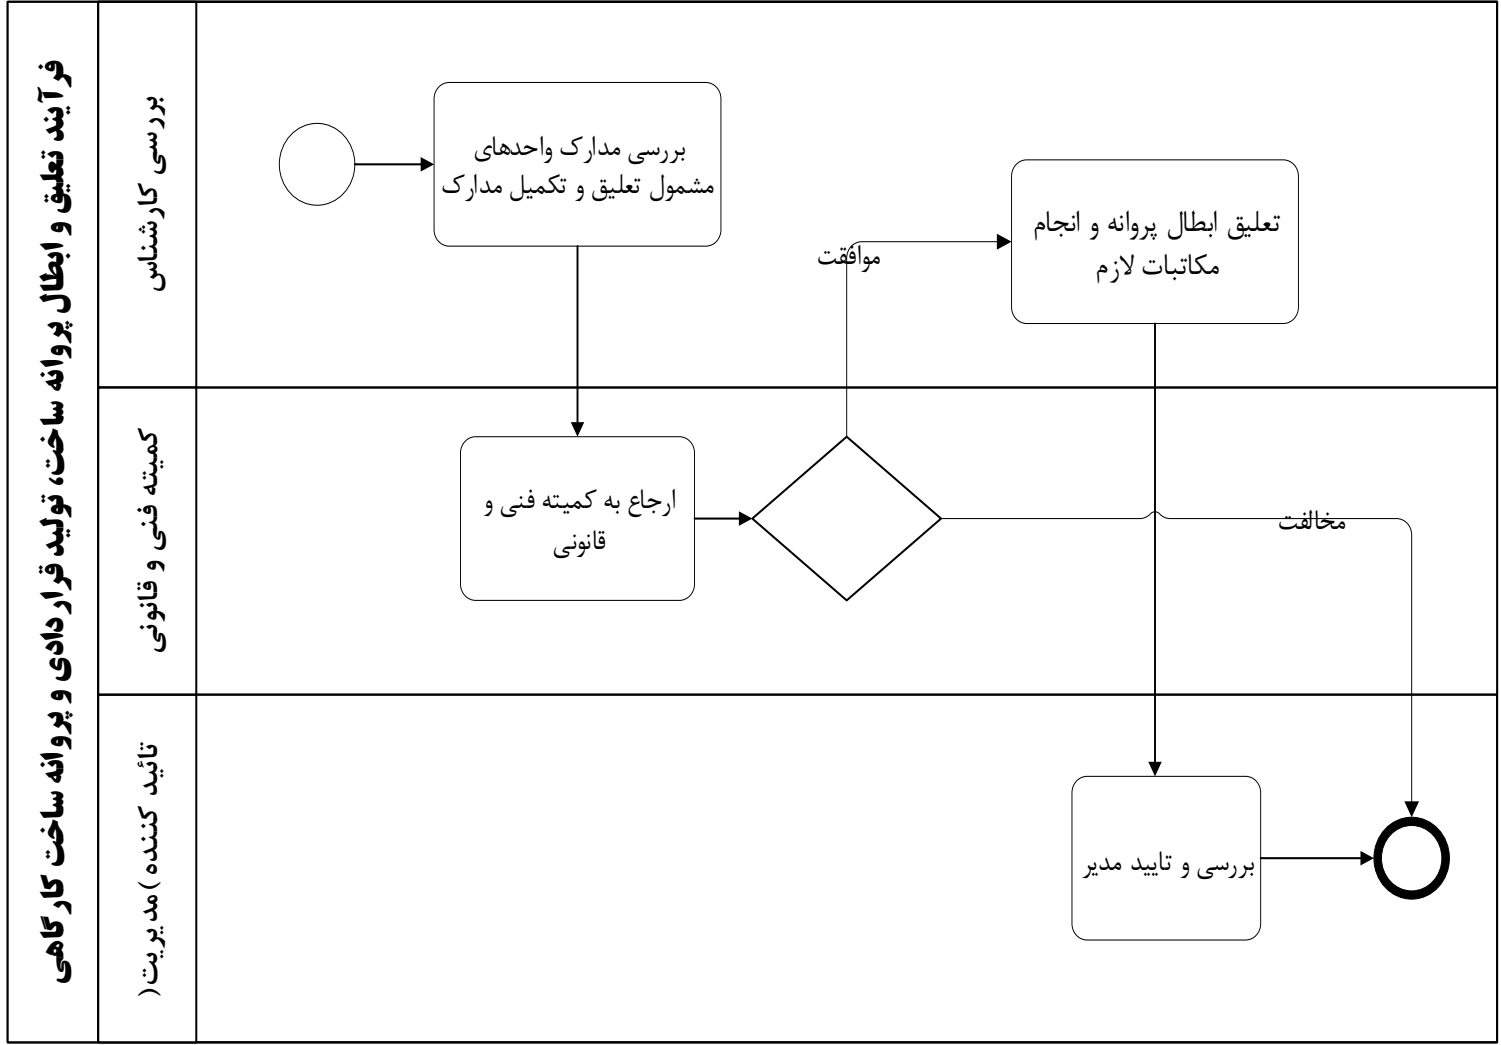 فرآیند تعلیق و ابطال پروانه ساخت، تولید قراردادی و پروانه ساخت کارگاهی
بررسی کارشناس
بررسی مدارک واحدهای
مشمول تعلیق و تکمیل مدارک
موافقت
تعلیق ابطال پروانه و انجام
مکاتبات لازم
کمیته فنی و قانونی
ارجاع به کمیته فنی و
قانونی
مخالفت
تائید کننده )مدیریت(
بررسی و تایید مدیر